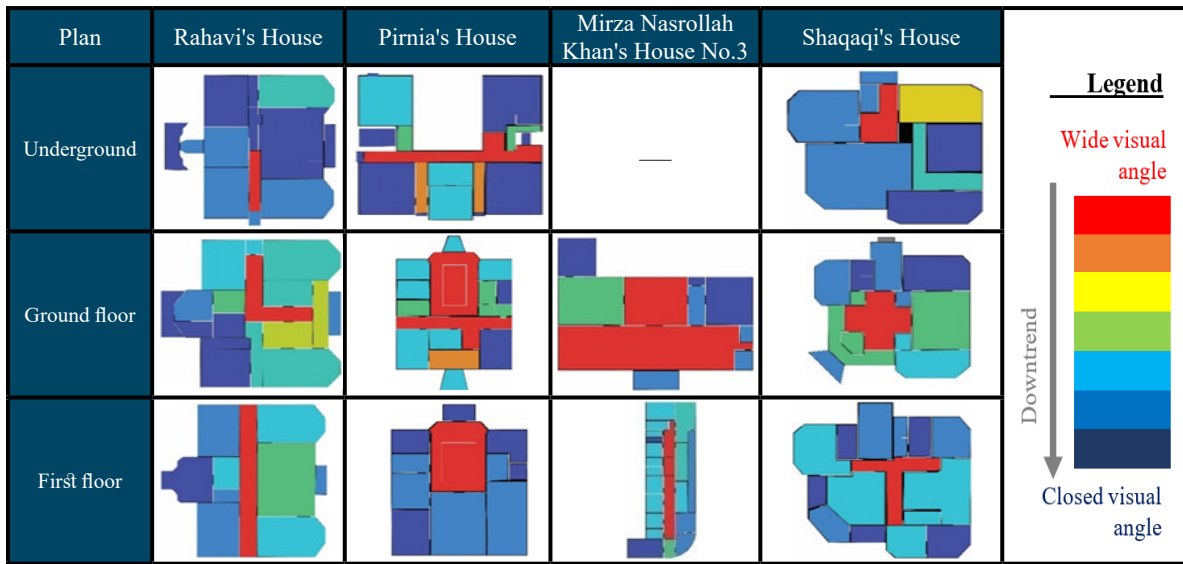 Plan
Rahavi's House
Pirnia's House
Mirza Nasrollah
Khan's House No.3
Shaqaqi's House
Legend
Wide visual
angle
Downtrend
Closed visual
angle
Underground
—
Ground floor
First floor